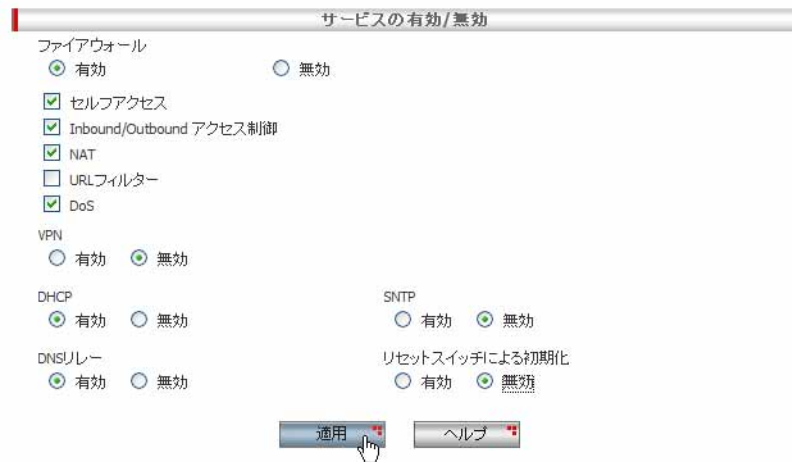 サービスの有効/無効
ファイアウォール
有効 無効
セルフアクセス
Inbound/Outbound アクセス制御
NAT
URLフィルター
DoS
VPN
有効 無効
DHCP SNTP
有効 無効 有効 無効
DNSリレー リセットスイッチによる初期化
有効 無効 有効 無効
適用 ヘルプ